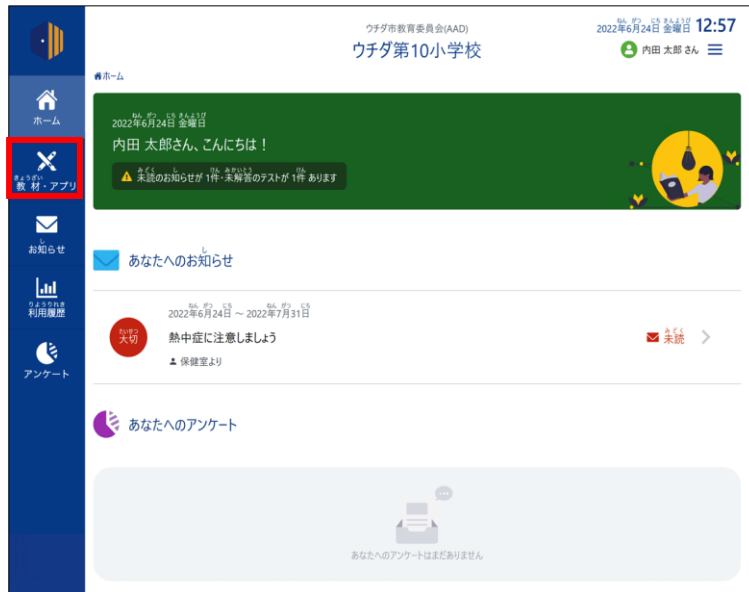 ウチダ市教育委員会(AAD)
ウチダ第10小学校
ねん がつ にち きんようび
2022年6月24日 金曜日 12:57
内田 太郎 さん
ホーム
ホーム
きょうざい
教材・アプリ
し
お知らせ
りようりれき
利用履歴
アンケート
ねん がつ にち きんようび
2022年6月24日 金曜日
内田 太郎さん、こんにちは！
みどく し けん みかいとう けん
未読のお知らせが 1件・未解答のテストが 1件 あります
し
あなたへのお知らせ
たいせつ
大切
ねん がつ にち ねん がつ にち
2022年6月24日 ～ 2022年7月31日
熱中症に注意しましょう
保健室より
みどく
未読
あなたへのアンケート
あなたへのアンケートはまだありません